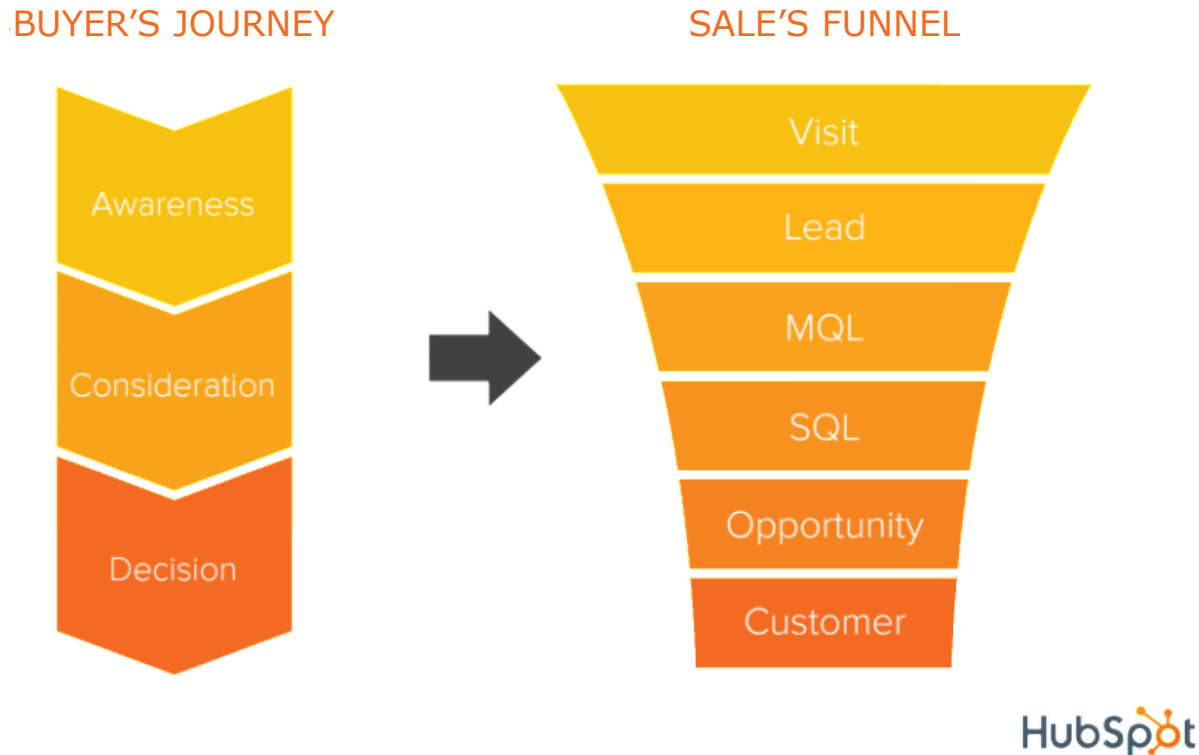 BUYER'S JOURNEY
SALE'S FUNNEL
Awareness
Consideration
Decision
Visit
Lead
MQL
SQL
Opportunity
Customer
HubSpot